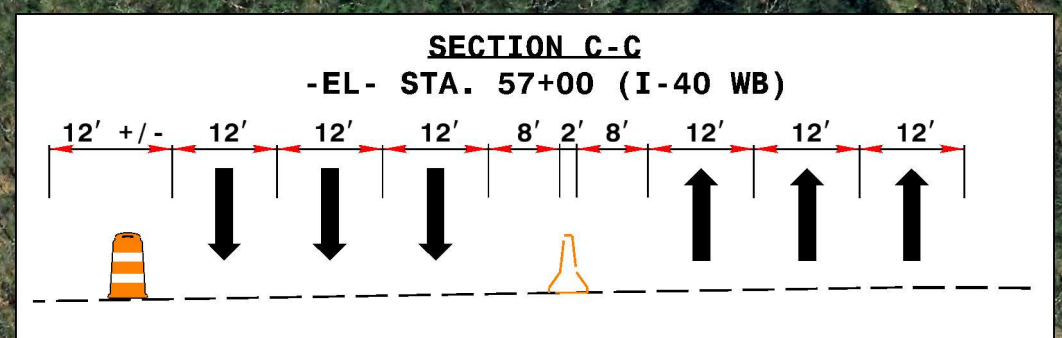 SECTION C-C
-EL- STA. 57+00 (I-40 WB)
12' +/- 12' 12' 12' 8' 2' 8' 12' 12' 12'